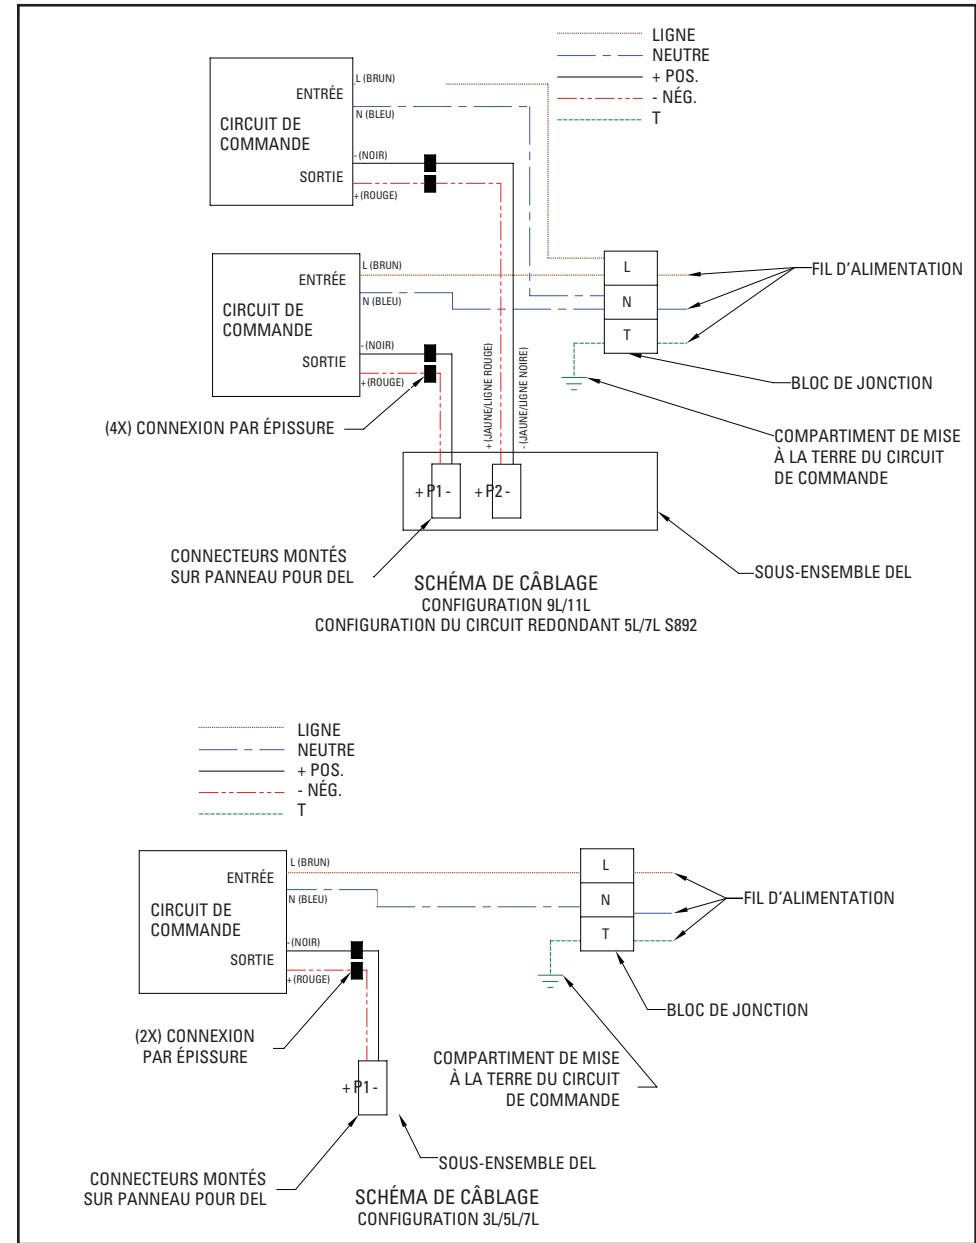 LIGNE
NEUTRE
+ POS.
- NÉG.
T
L (BRUN)
ENTRÉE
N (BLEU)
CIRCUIT DE
COMMANDE
- (NOIR)
SORTIE
+ (ROUGE)
L (BRUN)
ENTRÉE
N (BLEU)
CIRCUIT DE
COMMANDE
- (NOIR)
SORTIE
+ (ROUGE)
L
N
T
FIL D'ALIMENTATION
BLOC DE JONCTION
+ (JAUNE/LIGNE ROUGE)
- (JAUNE/LIGNE NOIRE)
(4X) CONNEXION PAR ÉPISSURE
COMPARTIMENT DE MISE
À LA TERRE DU CIRCUIT
DE COMMANDE
+ P1 -
+ P2 -
CONNECTEURS MONTÉS
SUR PANNEAU POUR DEL
SOUS-ENSEMBLE DEL
SCHÉMA DE CÂBLAGE
CONFIGURATION 9L/11L
CONFIGURATION DU CIRCUIT REDONDANT 5L/7L S892
LIGNE
NEUTRE
+ POS.
- NÉG.
T
L (BRUN)
ENTRÉE
N (BLEU)
CIRCUIT DE
COMMANDE
- (NOIR)
SORTIE
+ (ROUGE)
L
N
T
FIL D'ALIMENTATION
BLOC DE JONCTION
(2X) CONNEXION
PAR ÉPISSURE
COMPARTIMENT DE MISE
À LA TERRE DU CIRCUIT
DE COMMANDE
+ P1 -
SOUS-ENSEMBLE DEL
CONNECTEURS MONTÉS
SUR PANNEAU POUR DEL
SCHÉMA DE CÂBLAGE
CONFIGURATION 3L/5L/7L